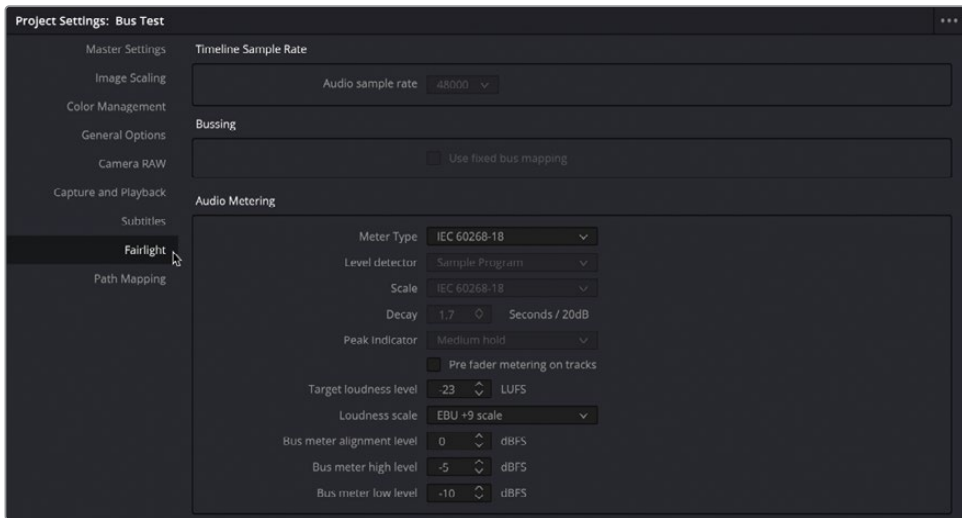 Project Settings: Bus Test
Master Settings
Image Scaling
Color Management
General Options
Camera RAW
Capture and Playback
Subtitles
Fairlight
Path Mapping
Timeline Sample Rate
Audio sample rate 48000
Bussing
Use fixed bus mapping
Audio Metering
Meter Type IEC 60268-18
Level detector Sample Program
Scale IEC 60268-18
Decay 1.7 Seconds / 20dB
Peak Indicator Medium hold
Pre fader metering on tracks
Target loudness level -23 LUFS
Loudness scale EBU +9 scale
Bus meter alignment level 0 dBFS
Bus meter high level -5 dBFS
Bus meter low level -10 dBFS